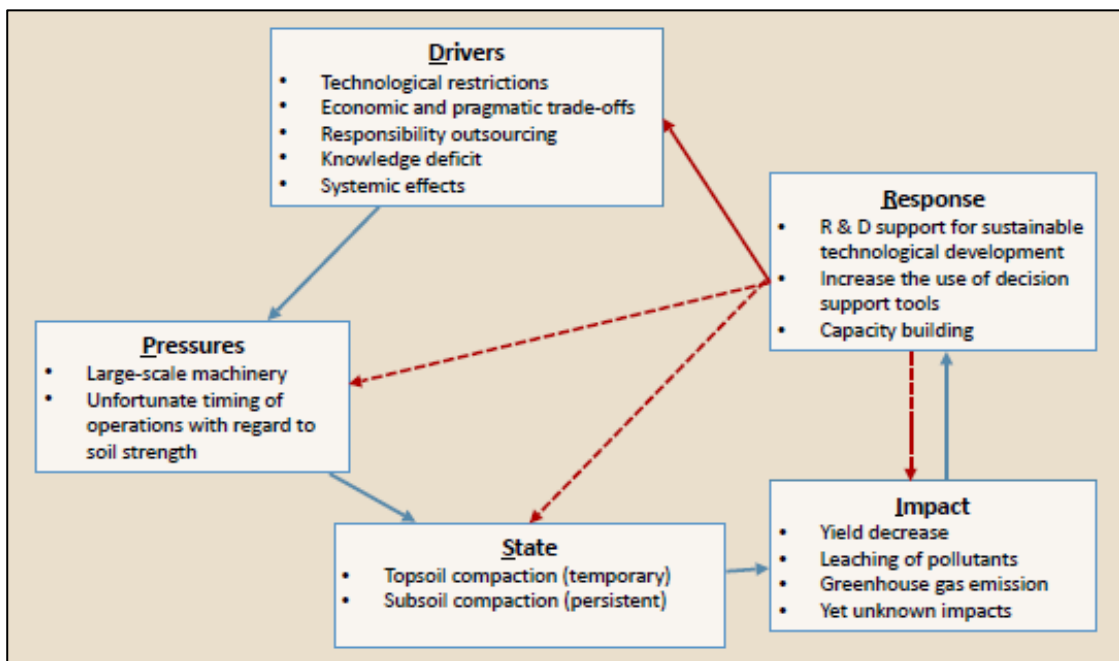 Drivers
• Technological restrictions
• Economic and pragmatic trade-offs
• Responsibility outsourcing
• Knowledge deficit
• Systemic effects
Response
• R & D support for sustainable
technological development
• Increase the use of decision
support tools
• Capacity building
Pressures
• Large-scale machinery
• Unfortunate timing of
operations with regard to
soil strength
State
• Topsoil compaction (temporary)
• Subsoil compaction (persistent)
Impact
• Yield decrease
• Leaching of pollutants
• Greenhouse gas emission
• Yet unknown impacts